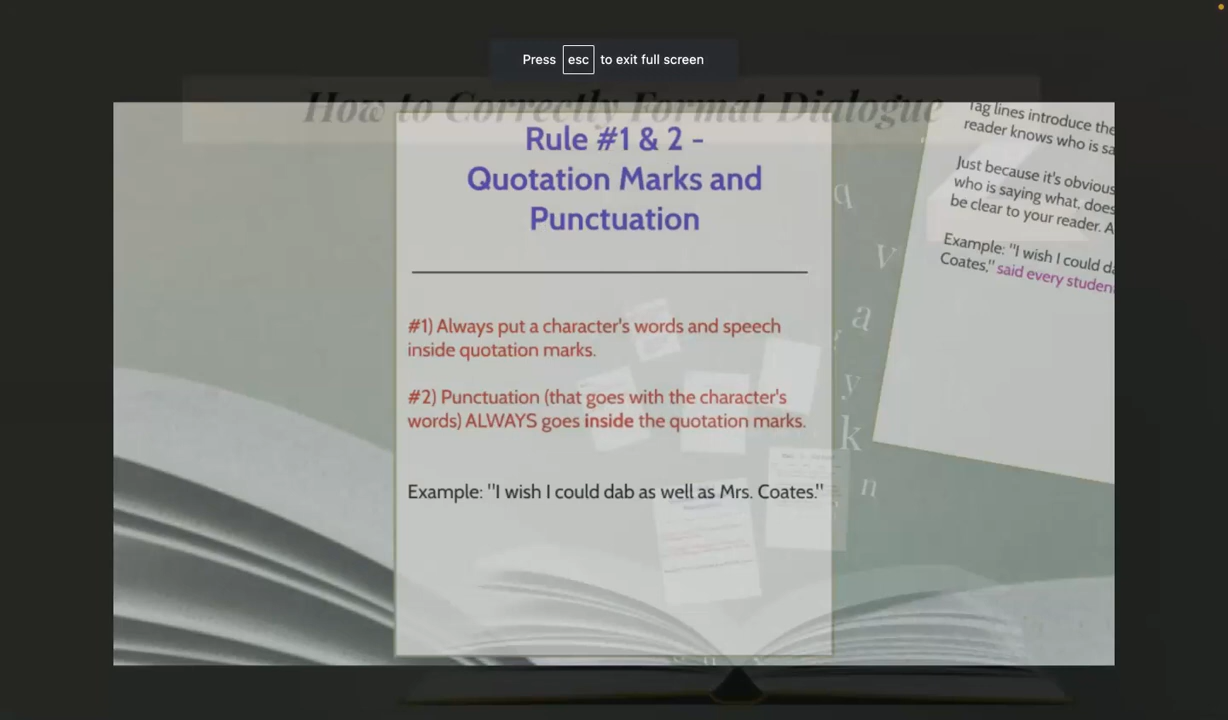 Press esc to exit full screen
How to Correctly Format Dialogue
Rule #1 & 2 -
Quotation Marks and
Punctuation
#1) Always put a character's words and speech
inside quotation marks.
#2) Punctuation (that goes with the character's
words) ALWAYS goes inside the quotation marks.
Example: "I wish I could dab as well as Mrs. Coates."
Tag lines introduce the
reader knows who is sa
Just because it's obvious
who is saying what, does
be clear to your reader. A
Example: "I wish I could da
Coates," said every studen
q
v
a
y
k
n